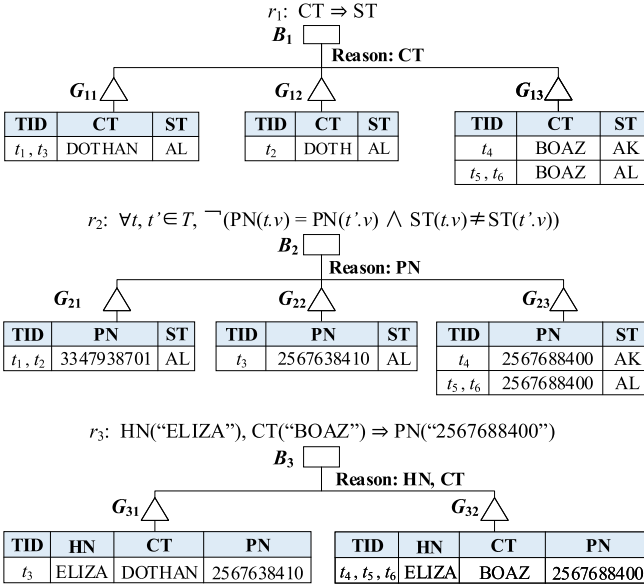 r1: CT ⇒ ST
B1
Reason: CT
G11 G12 G13
TID CT ST TID CT ST TID CT ST
t1 , t3 DOTHAN AL t2 DOTH AL t4 BOAZ AK
t5 , t6 BOAZ AL
r2: ∀t, t’∈T, ¬(PN(t.v) = PN(t’.v) ∧ ST(t.v)≠ST(t’.v))
B2
Reason: PN
G21 G22 G23
TID PN ST TID PN ST TID PN ST
t1 , t2 3347938701 AL t3 2567638410 AL t4 2567688400 AK
t5 , t6 2567688400 AL
r3: HN(“ELIZA”), CT(“BOAZ”) ⇒ PN(“2567688400”)
B3
Reason: HN, CT
G31 G32
TID HN CT PN TID HN CT PN
t3 ELIZA DOTHAN 2567638410 t4, t5, t6 ELIZA BOAZ 2567688400